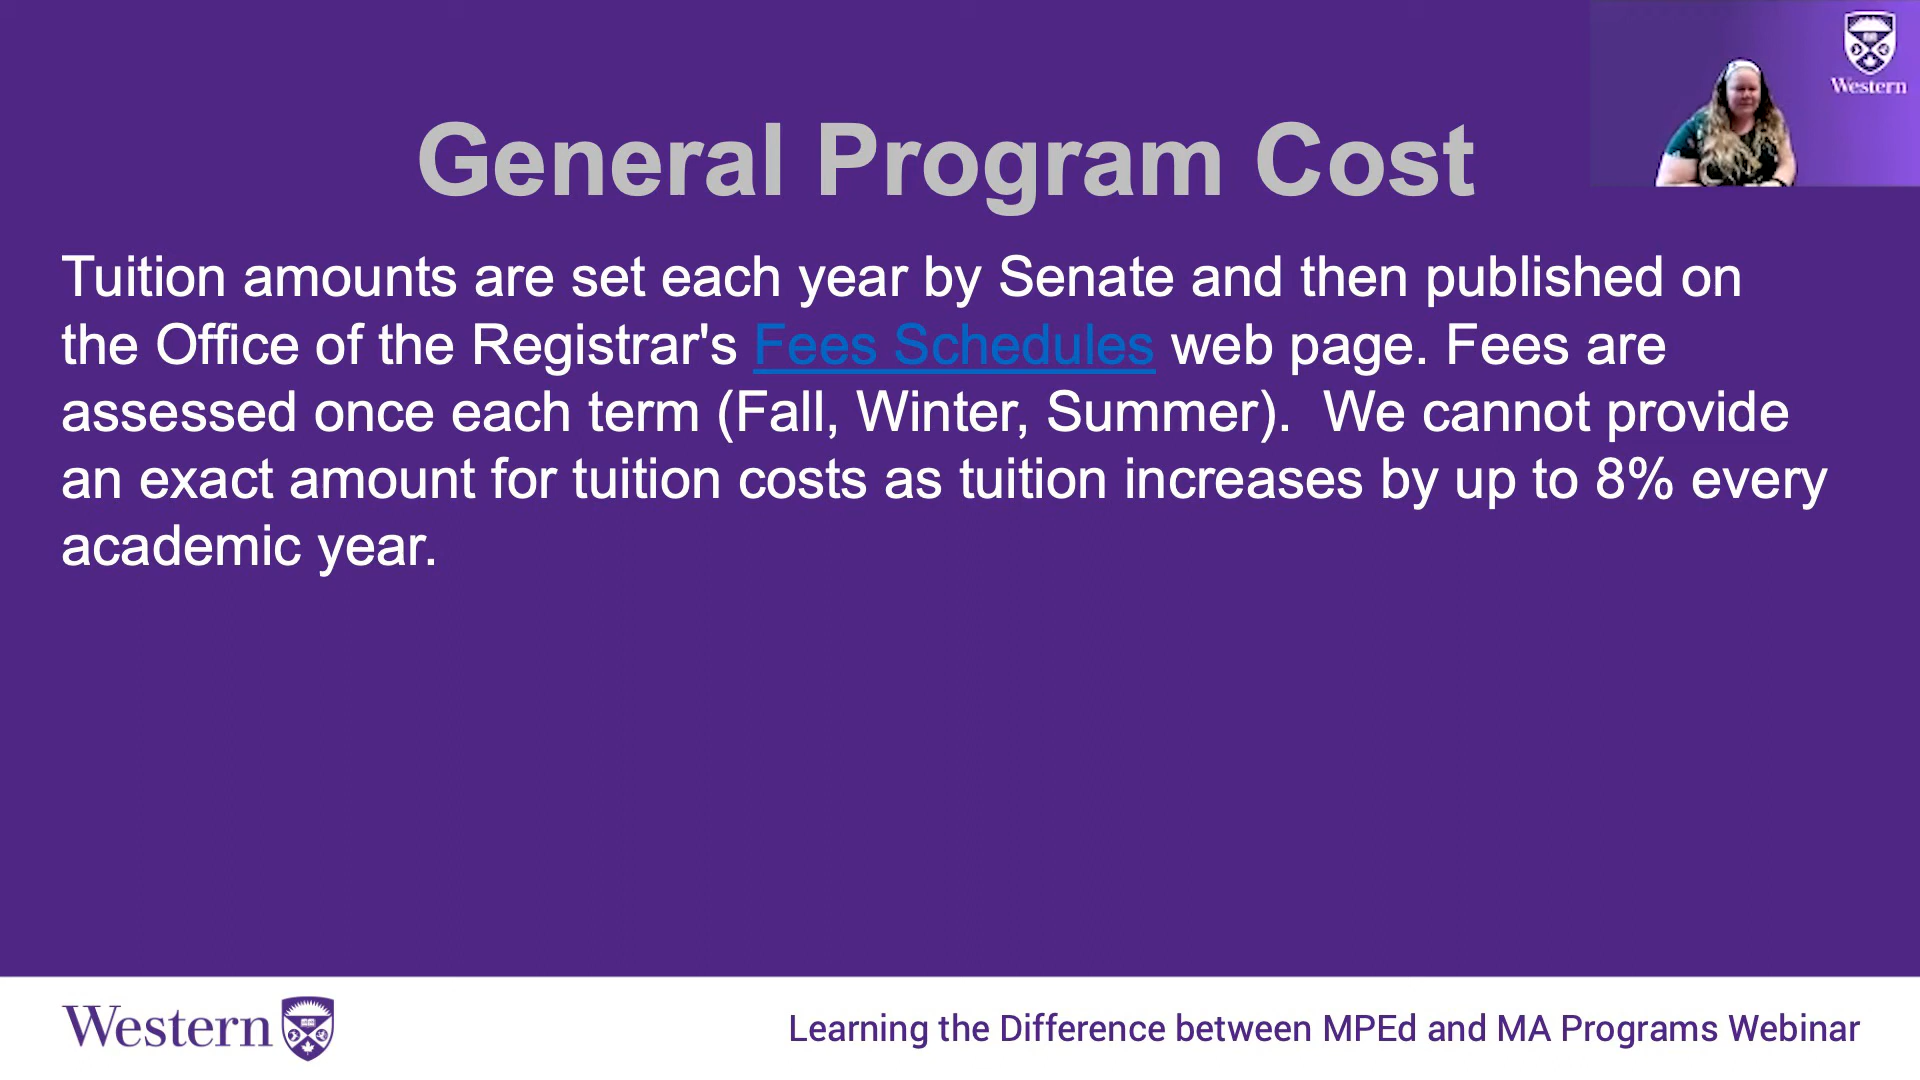 Western
General Program Cost
Tuition amounts are set each year by Senate and then published on
the Office of the Registrar's Fees Schedules web page. Fees are
assessed once each term (Fall, Winter, Summer).  We cannot provide
an exact amount for tuition costs as tuition increases by up to 8% every
academic year.
Western
Learning the Difference between MPEd and MA Programs Webinar